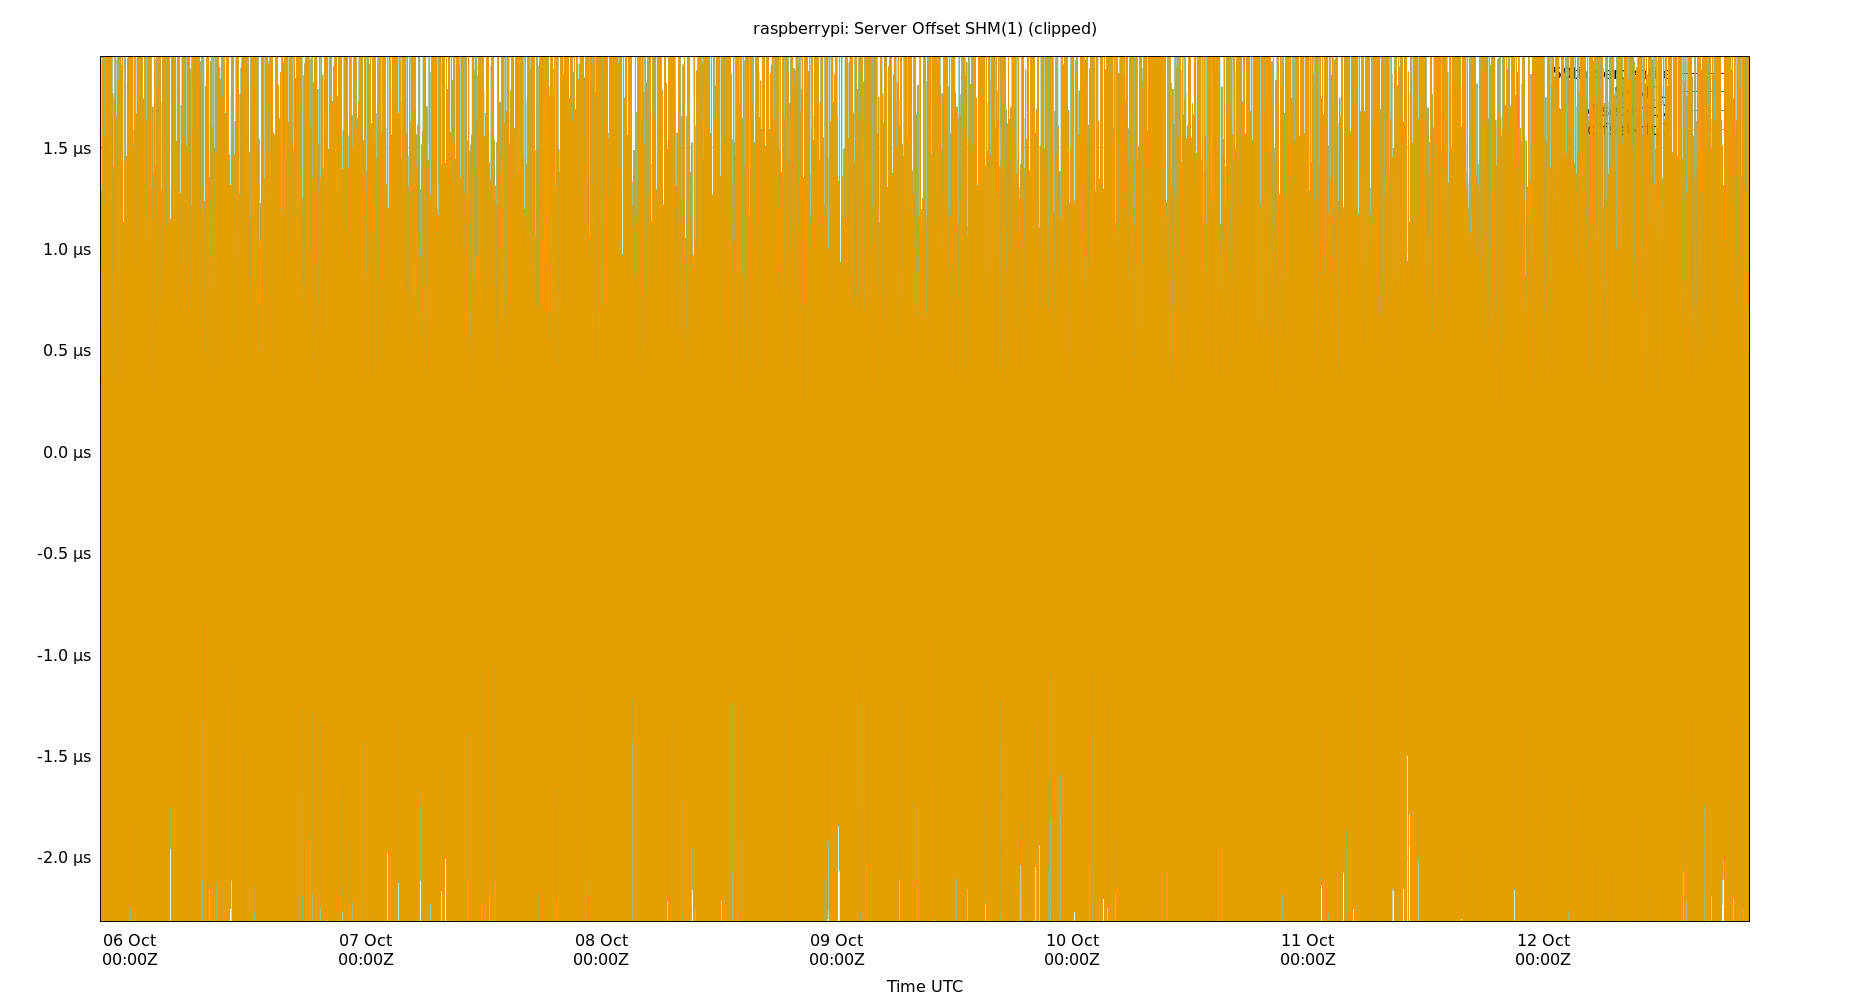 raspberrypi: Server Offset SHM(1) (clipped)
1.5 µs
1.0 µs
0.5 µs
0.0 µs
-0.5 µs
-1.0 µs
-1.5 µs
-2.0 µs
06 Oct 07 Oct 08 Oct 09 Oct 10 Oct 11 Oct 12 Oct
00:00Z 00:00Z 00:00Z 00:00Z 00:00Z 00:00Z 00:00Z
Time UTC